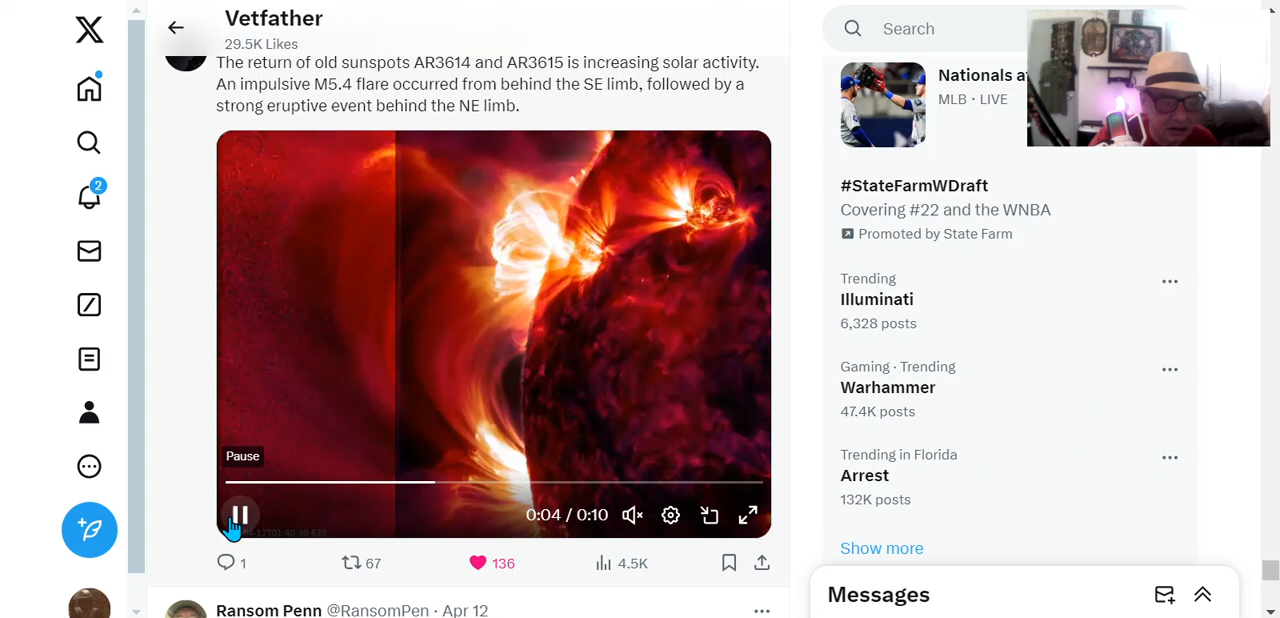 Vetfather
29.5K Likes
The return of old sunspots AR3614 and AR3615 is increasing solar activity.
An impulsive M5.4 flare occurred from behind the SE limb, followed by a
strong eruptive event behind the NE limb.
Pause
0:04 / 0:10
1
67
136
4.5K
Ransom Penn @RansomPen · Apr 12
2
Search
Nationals a
MLB · LIVE
#StateFarmWDraft
Covering #22 and the WNBA
Promoted by State Farm
Trending
Illuminati
6,328 posts
Gaming · Trending
Warhammer
47.4K posts
Trending in Florida
Arrest
132K posts
Show more
Messages